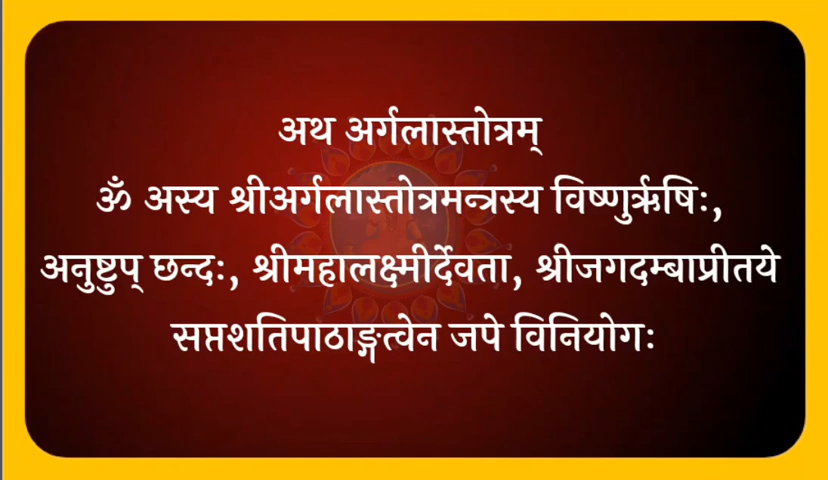 अथ अर्गलास्तोत्रम्
ॐ अस्य श्रीअर्गलास्तोत्रमन्त्रस्य विष्णुर्ऋषिः,
अनुष्टुप् छन्दः, श्रीमहालक्ष्मीर्देवता, श्रीजगदम्बाप्रीतये
सप्तशतिपाठाङ्गत्वेन जपे विनियोगः